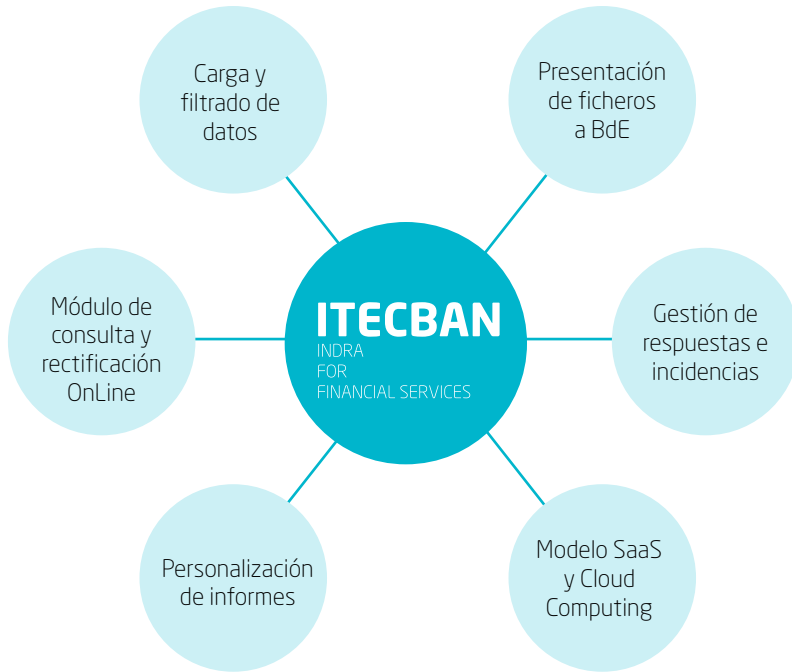 Carga y
filtrado de
datos
Presentación
de ficheros
a BdE
Módulo de
consulta y
rectificación
OnLine
ITECBAN
INDRA
FOR
FINANCIAL SERVICES
Gestión de
respuestas e
incidencias
Personalización
de informes
Modelo SaaS
y Cloud
Computing